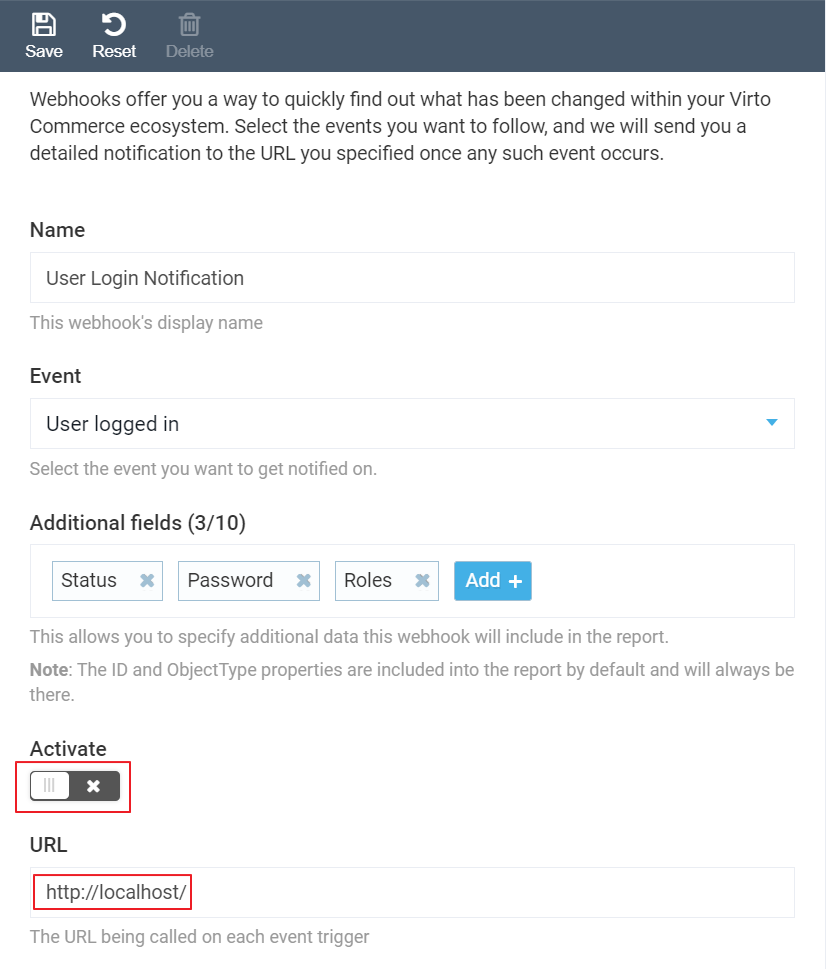 Save Reset Delete
Webhooks offer you a way to quickly find out what has been changed within your Virto
Commerce ecosystem. Select the events you want to follow, and we will send you a
detailed notification to the URL you specified once any such event occurs.
Name
User Login Notification
This webhook's display name
Event
User logged in
Select the event you want to get notified on.
Additional fields (3/10)
Status Password Roles Add +
This allows you to specify additional data this webhook will include in the report.
Note: The ID and ObjectType properties are included into the report by default and will always be
there.
Activate
URL
http://localhost/
The URL being called on each event trigger